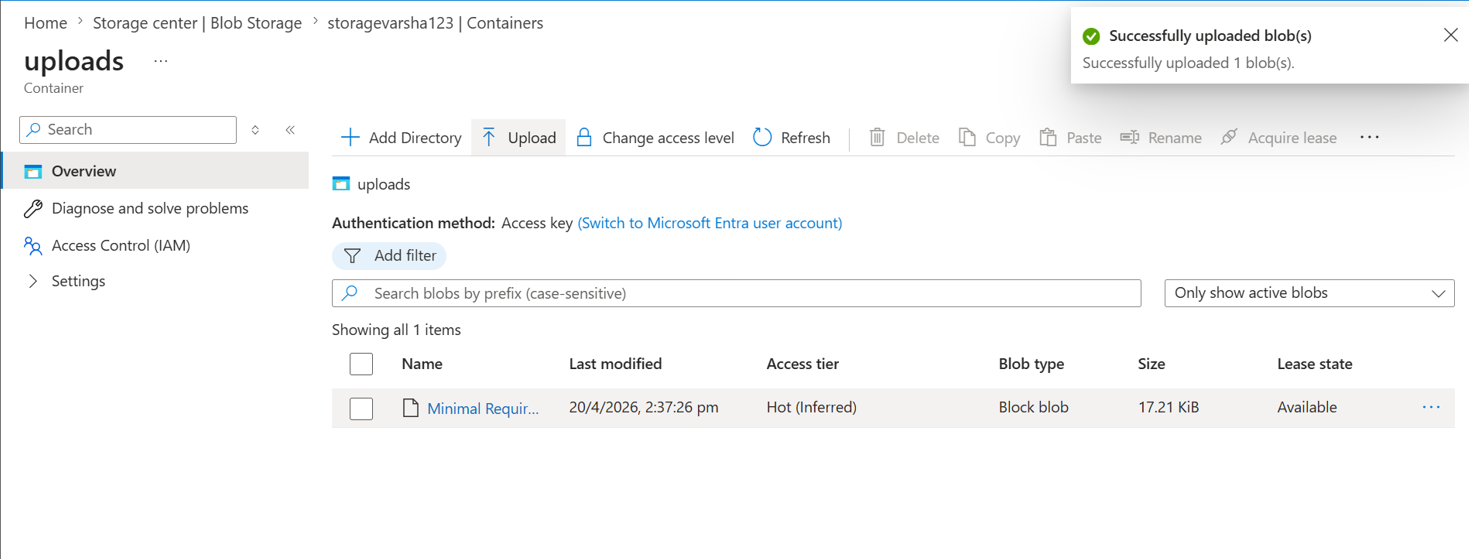 Home > Storage center | Blob Storage > storagevarsha123 | Containers
Successfully uploaded blob(s)
Successfully uploaded 1 blob(s).
uploads ...
Container
Search
Overview
Diagnose and solve problems
Access Control (IAM)
Settings
Add Directory Upload Change access level Refresh Delete Copy Paste Rename Acquire lease ...
uploads
Authentication method: Access key (Switch to Microsoft Entra user account)
Add filter
Search blobs by prefix (case-sensitive) Only show active blobs
Showing all 1 items
Name Last modified Access tier Blob type Size Lease state
Minimal Requir... 20/4/2026, 2:37:26 pm Hot (Inferred) Block blob 17.21 KiB Available ...